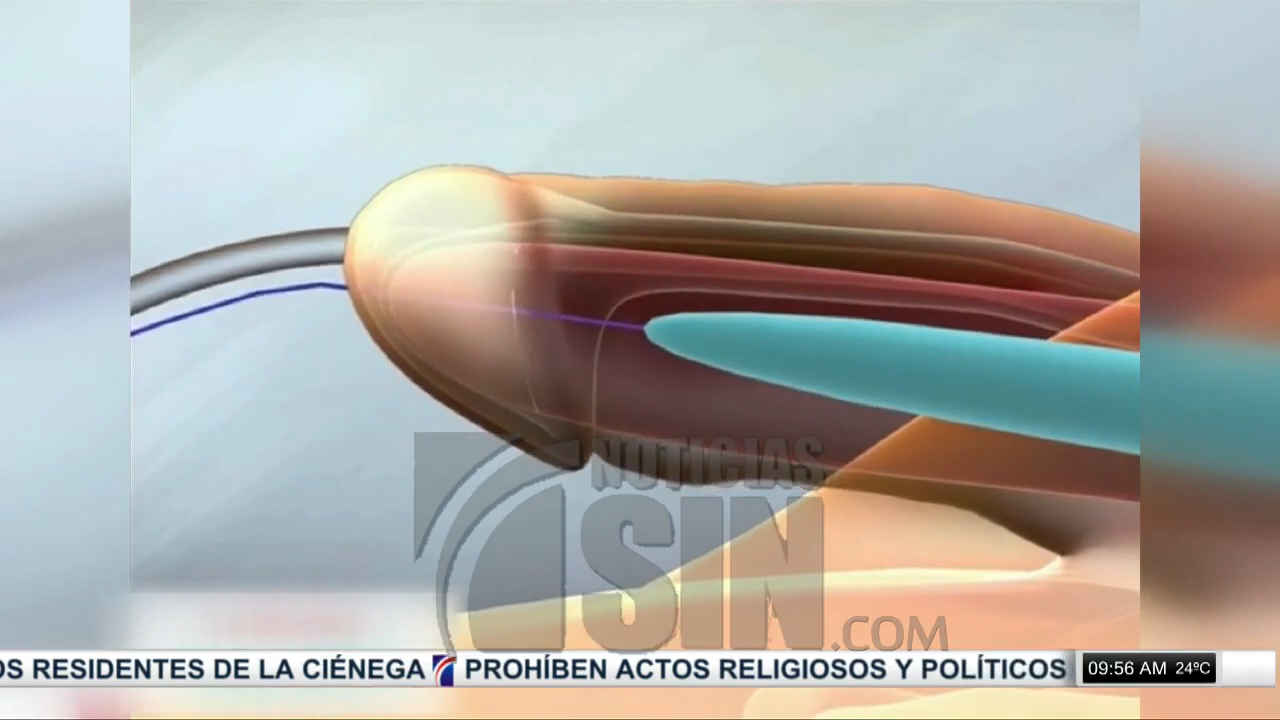 NOTICIAS
SIN
.COM
OS RESIDENTES DE LA CIÉNEGA PROHÍBEN ACTOS RELIGIOSOS Y POLÍTICOS 09:56 AM 24ºC